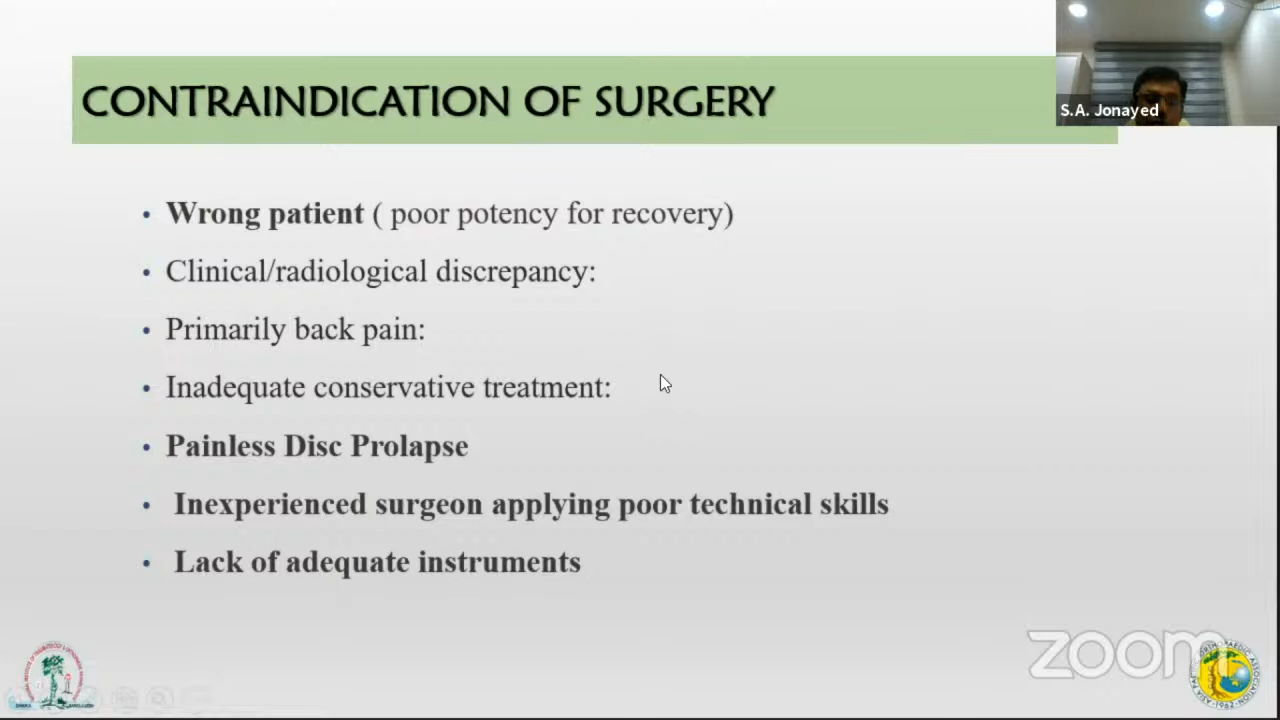 CONTRAINDICATION OF SURGERY
S.A. Jonayed
• Wrong patient ( poor potency for recovery)
• Clinical/radiological discrepancy:
• Primarily back pain:
• Inadequate conservative treatment:
• Painless Disc Prolapse
• Inexperienced surgeon applying poor technical skills
• Lack of adequate instruments
zoom
1962